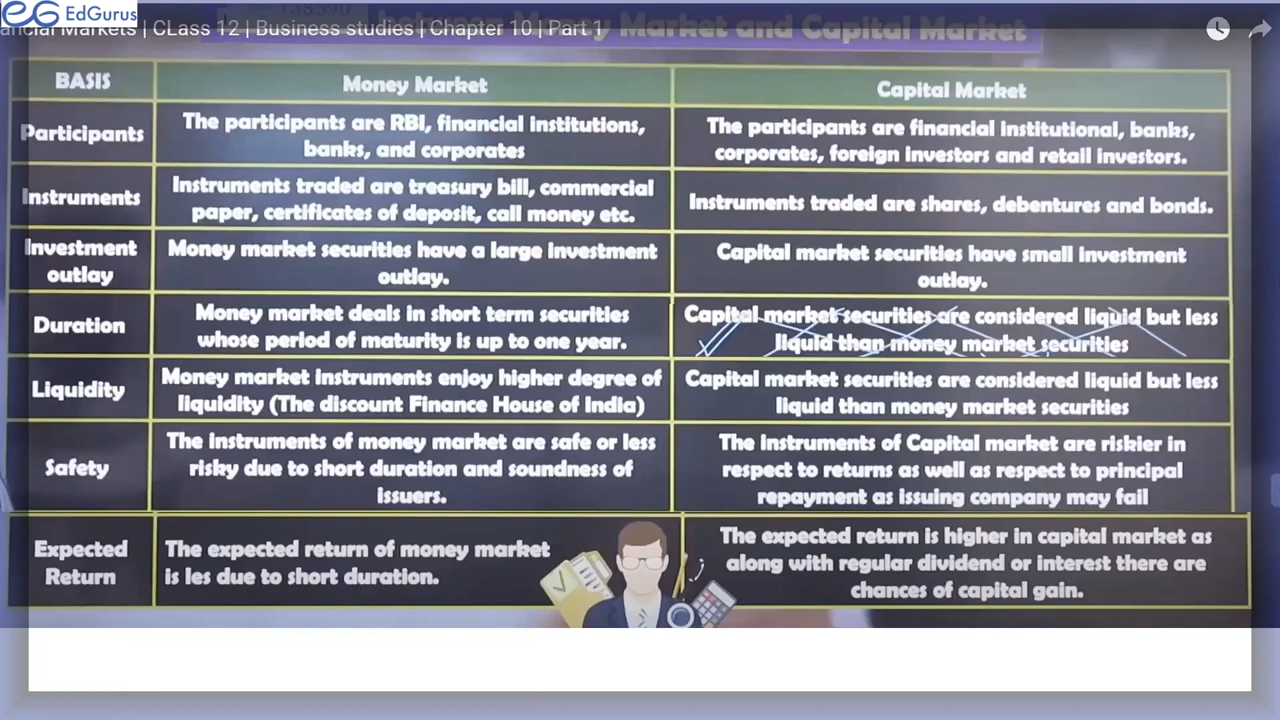 EdGurus
ancial Markets | CLass 12 | Business studies | Chapter 10 | Part 1
y Market and Capital Market
BASIS
Money Market
Capital Market
Participants
The participants are RBI, financial institutions,
banks, and corporates
The participants are financial institutional, banks,
corporates, foreign investors and retail investors.
Instruments
Instruments traded are treasury bill, commercial
paper, certificates of deposit, call money etc.
Instruments traded are shares, debentures and bonds.
Investment
outlay
Money market securities have a large investment
outlay.
Capital market securities have small investment
outlay.
Duration
Money market deals in short term securities
whose period of maturity is up to one year.
Capital market securities are considered liquid but less
liquid than money market securities
Liquidity
Money market instruments enjoy higher degree of
liquidity (The discount Finance House of India)
Capital market securities are considered liquid but less
liquid than money market securities
Safety
The instruments of money market are safe or less
risky due to short duration and soundness of
issuers.
The instruments of Capital market are riskier in
respect to returns as well as respect to principal
repayment as issuing company may fail
Expected
Return
The expected return of money market
is les due to short duration.
The expected return is higher in capital market as
along with regular dividend or interest there are
chances of capital gain.